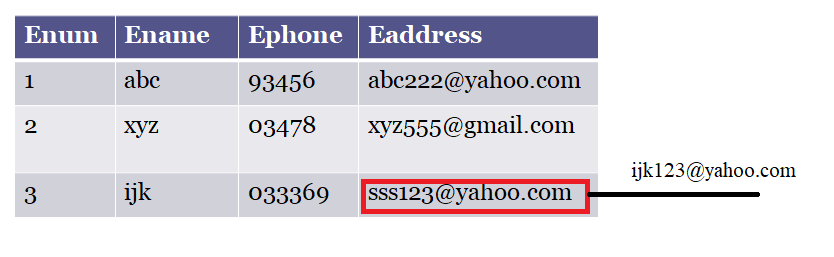 Enum Ename Ephone Eaddress
1 abc 93456 abc222@yahoo.com
2 xyz 03478 xyz555@gmail.com
ijk123@yahoo.com
3 ijk 033369 sss123@yahoo.com